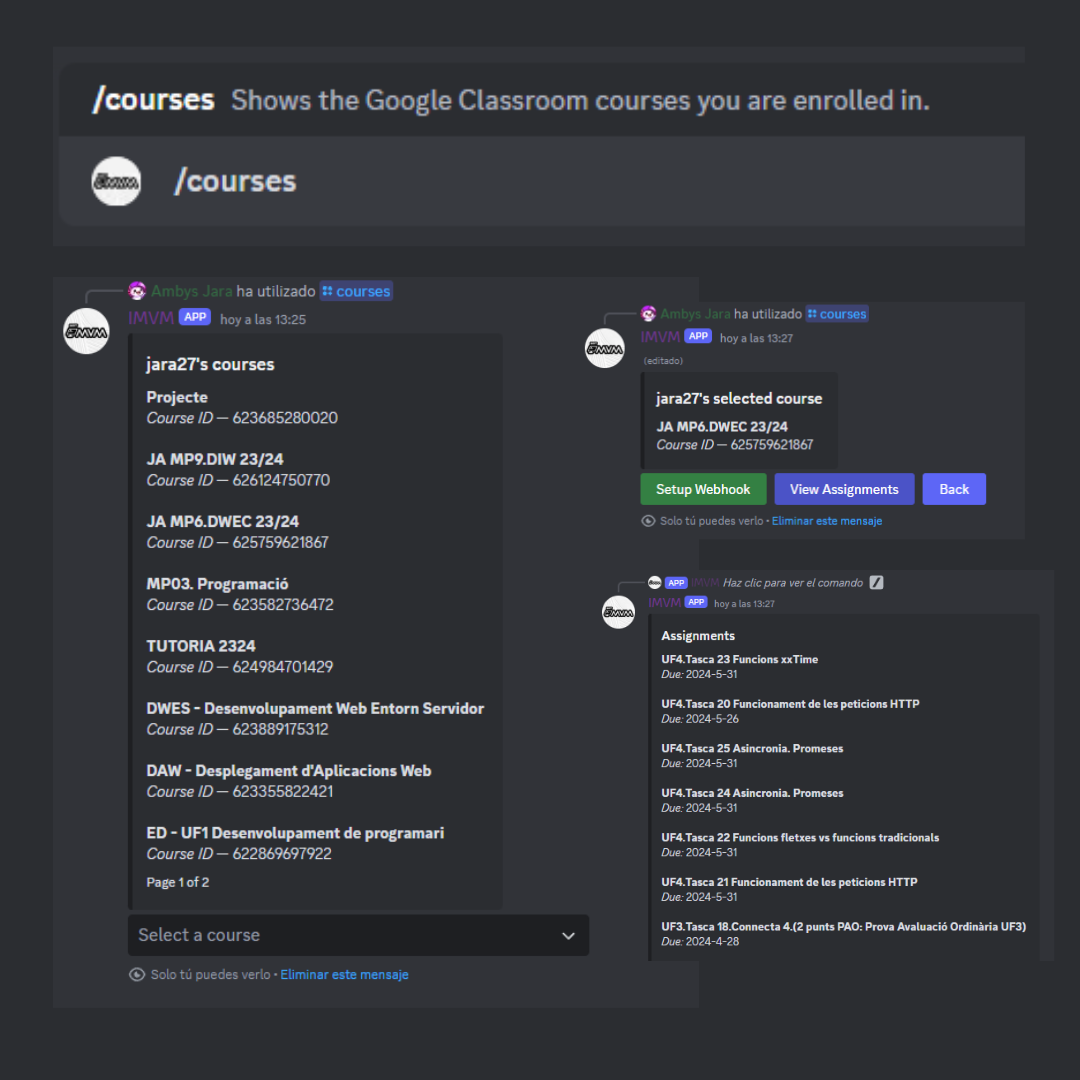 /courses Shows the Google Classroom courses you are enrolled in.
/courses
Ambys Jara ha utilizado courses
IMVM APP hoy a las 13:25
jara27's courses
Projecte
Course ID — 623685280020
JA MP9.DIW 23/24
Course ID — 626124750770
JA MP6.DWEC 23/24
Course ID — 625759621867
MP03. Programació
Course ID — 623582736472
TUTORIA 2324
Course ID — 624984701429
DWES - Desenvolupament Web Entorn Servidor
Course ID — 623889175312
DAW - Desplegament d'Aplicacions Web
Course ID — 623355822421
ED - UF1 Desenvolupament de programari
Course ID — 622869697922
Page 1 of 2
Select a course
Solo tú puedes verlo • Eliminar este mensaje
Ambys Jara ha utilizado courses
IMVM APP hoy a las 13:27
(editado)
jara27's selected course
JA MP6.DWEC 23/24
Course ID — 625759621867
Setup Webhook View Assignments Back
Solo tú puedes verlo • Eliminar este mensaje
APP IMVM Haz clic para ver el comando
IMVM APP hoy a las 13:27
Assignments
UF4.Tasca 23 Funcions xxTime
Due: 2024-5-31
UF4.Tasca 20 Funcionament de les peticions HTTP
Due: 2024-5-26
UF4.Tasca 25 Asincronia. Promeses
Due: 2024-5-31
UF4.Tasca 24 Asincronia. Promeses
Due: 2024-5-31
UF4.Tasca 22 Funcions fletxes vs funcions tradicionals
Due: 2024-5-31
UF4.Tasca 21 Funcionament de les peticions HTTP
Due: 2024-5-31
UF3.Tasca 18.Connecta 4.(2 punts PAO: Prova Avaluació Ordinària UF3)
Due: 2024-4-28